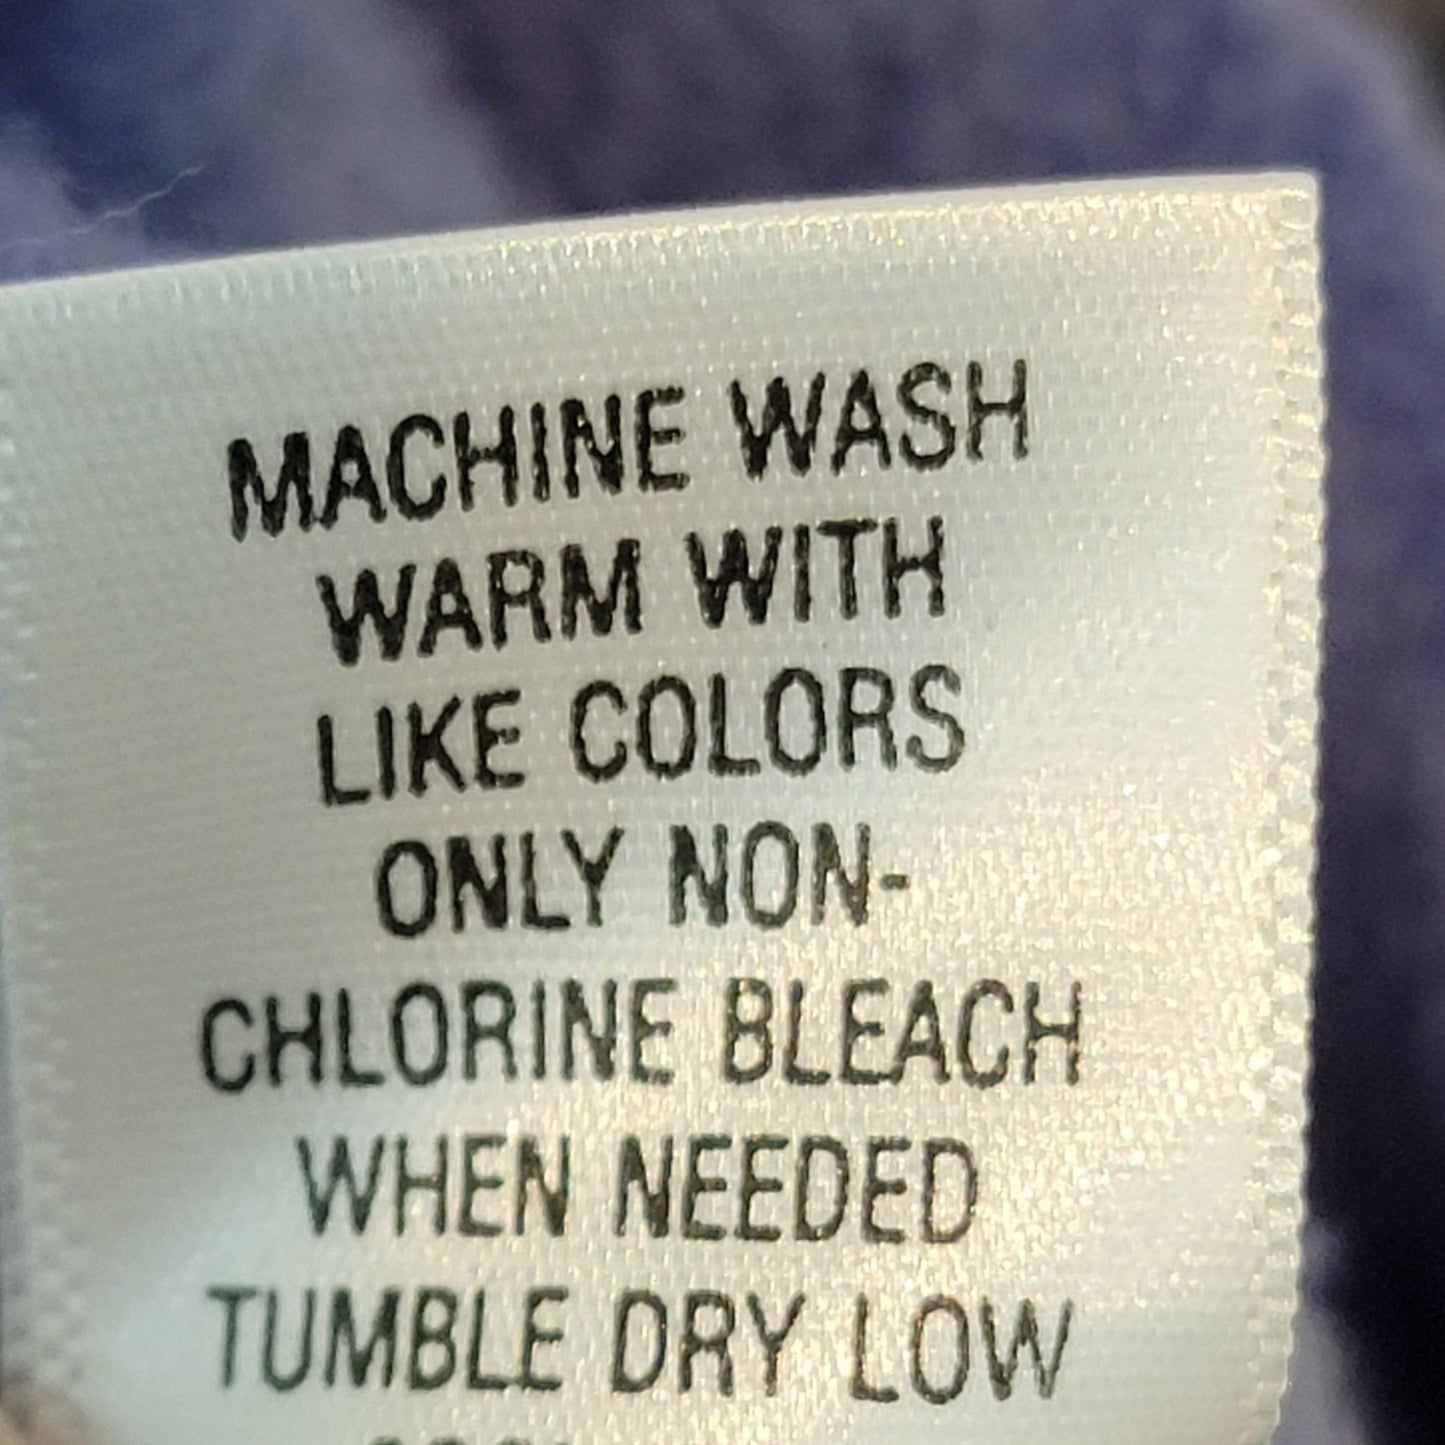 MACHINE WASH
WARM WITH
LIKE COLORS
ONLY NON-
CHLORINE BLEACH
WHEN NEEDED
TUMBLE DRY LOW